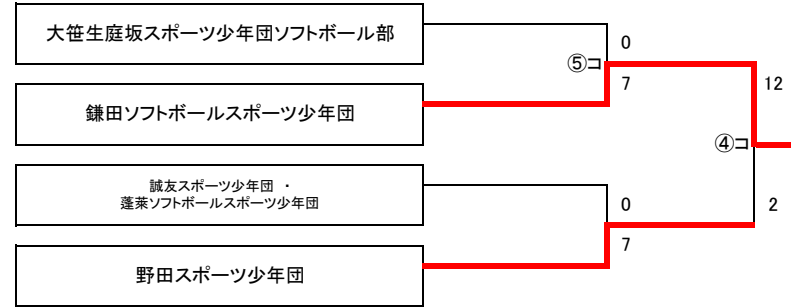 大笹生庭坂スポーツ少年団ソフトボール部
0
⑤コ
7
12
鎌田ソフトボールスポーツ少年団
④コ
誠友スポーツ少年団 ・
蓬莱ソフトボールスポーツ少年団
0
2
7
野田スポーツ少年団